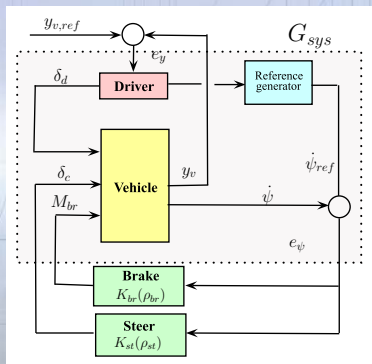 y_{v,ref}
G_{sys}
e_y
δ_d
Driver
Reference
generator
δ_c
M_{br}
Vehicle
y_v
ψ̇
ψ̇_{ref}
e_ψ
Brake
K_{br}(ρ_{br})
Steer
K_{st}(ρ_{st})